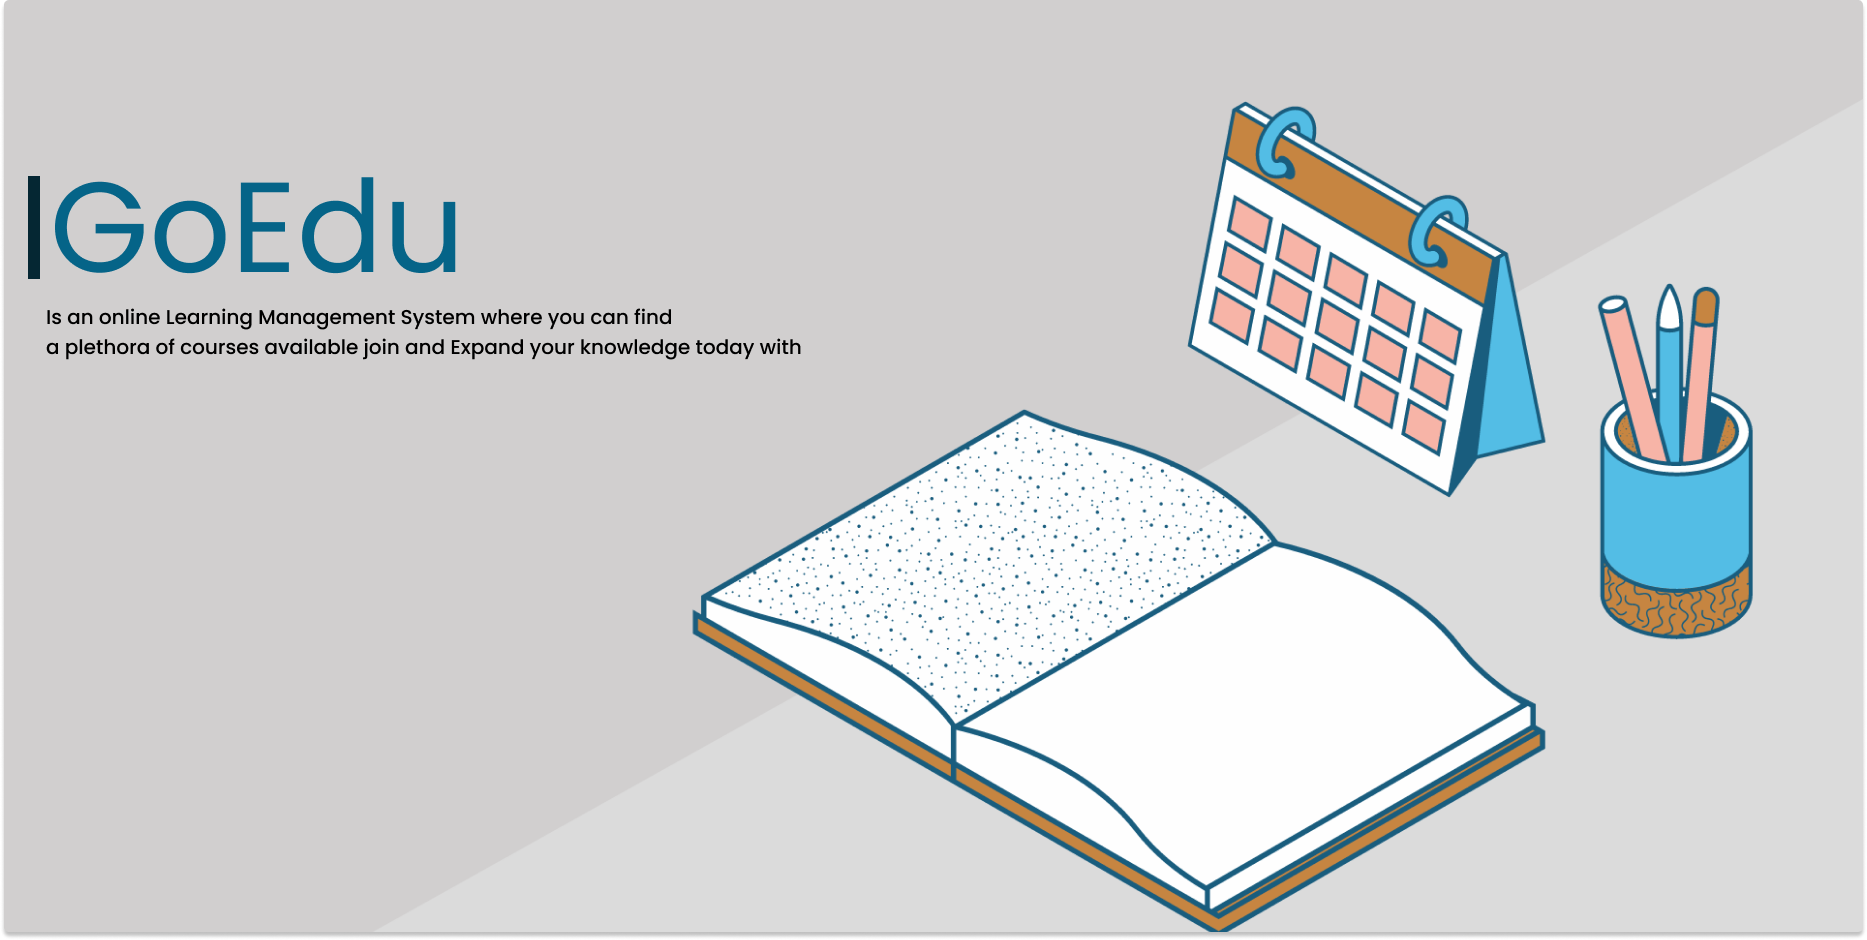 GoEdu
Is an online Learning Management System where you can find
a plethora of courses available join and Expand your knowledge today with